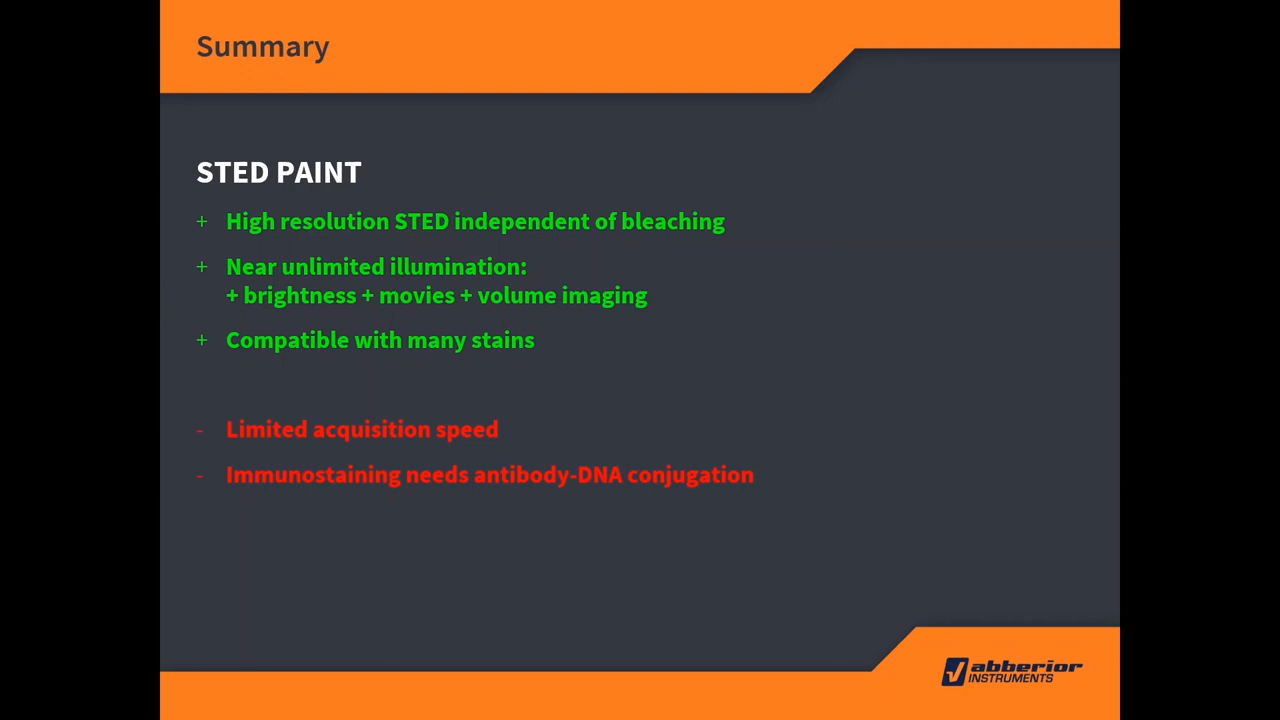 Summary
STED PAINT
+ High resolution STED independent of bleaching
+ Near unlimited illumination:
+ brightness + movies + volume imaging
+ Compatible with many stains
- Limited acquisition speed
- Immunostaining needs antibody-DNA conjugation
abberior
INSTRUMENTS